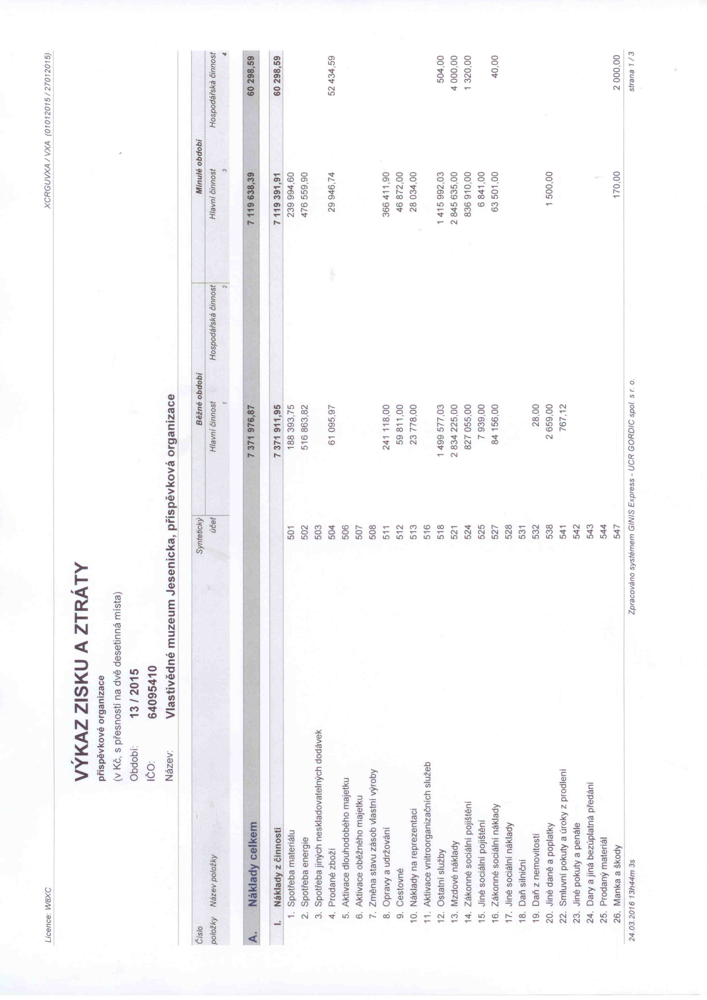 Licence: W8XC XCRGUVXA / VXA (01012015 / 27012015)
VÝKAZ ZISKU A ZTRÁTY
příspěvkové organizace
(v Kč, s přesností na dvě desetinná místa)
Období: 13 / 2015
IČO: 64095410
Název: Vlastivědné muzeum Jesenicka, příspěvková organizace
Číslo Syntetický Běžné období Minulé období
položky Název položky účet Hlavní činnost Hospodářská činnost Hlavní činnost Hospodářská činnost
1 2 3 4
A. Náklady celkem 7 371 976,87 7 119 638,39 60 298,59
I. Náklady z činnosti 7 371 911,95 7 119 391,91 60 298,59
1. Spotřeba materiálu 501 188 393,75 239 994,60
2. Spotřeba energie 502 516 863,82 476 559,90
3. Spotřeba jiných neskladovatelných dodávek 503
4. Prodané zboží 504 61 095,97 29 946,74 52 434,59
5. Aktivace dlouhodobého majetku 506
6. Aktivace oběžného majetku 507
7. Změna stavu zásob vlastní výroby 508
8. Opravy a udržování 511 241 118,00 366 411,90
9. Cestovné 512 59 811,00 46 872,00
10. Náklady na reprezentaci 513 23 778,00 28 034,00
11. Aktivace vnitroorganizačních služeb 516
12. Ostatní služby 518 1 499 577,03 1 415 992,03 504,00
13. Mzdové náklady 521 2 834 225,00 2 845 635,00 4 000,00
14. Zákonné sociální pojištění 524 827 055,00 836 910,00 1 320,00
15. Jiné sociální pojištění 525 7 939,00 6 841,00
16. Zákonné sociální náklady 527 84 156,00 63 501,00 40,00
17. Jiné sociální náklady 528
18. Daň silniční 531
19. Daň z nemovitostí 532 28,00
20. Jiné daně a poplatky 538 2 659,00 1 500,00
22. Smluvní pokuty a úroky z prodlení 541 767,12
23. Jiné pokuty a penále 542
24. Dary a jiná bezúplatná předání 543
25. Prodaný materiál 544
26. Manka a škody 547 170,00 2 000,00
24.03.2016 13h44m 3s Zpracováno systémem GINIS Express - UCR GORDIC spol. s r. o. strana 1 / 3